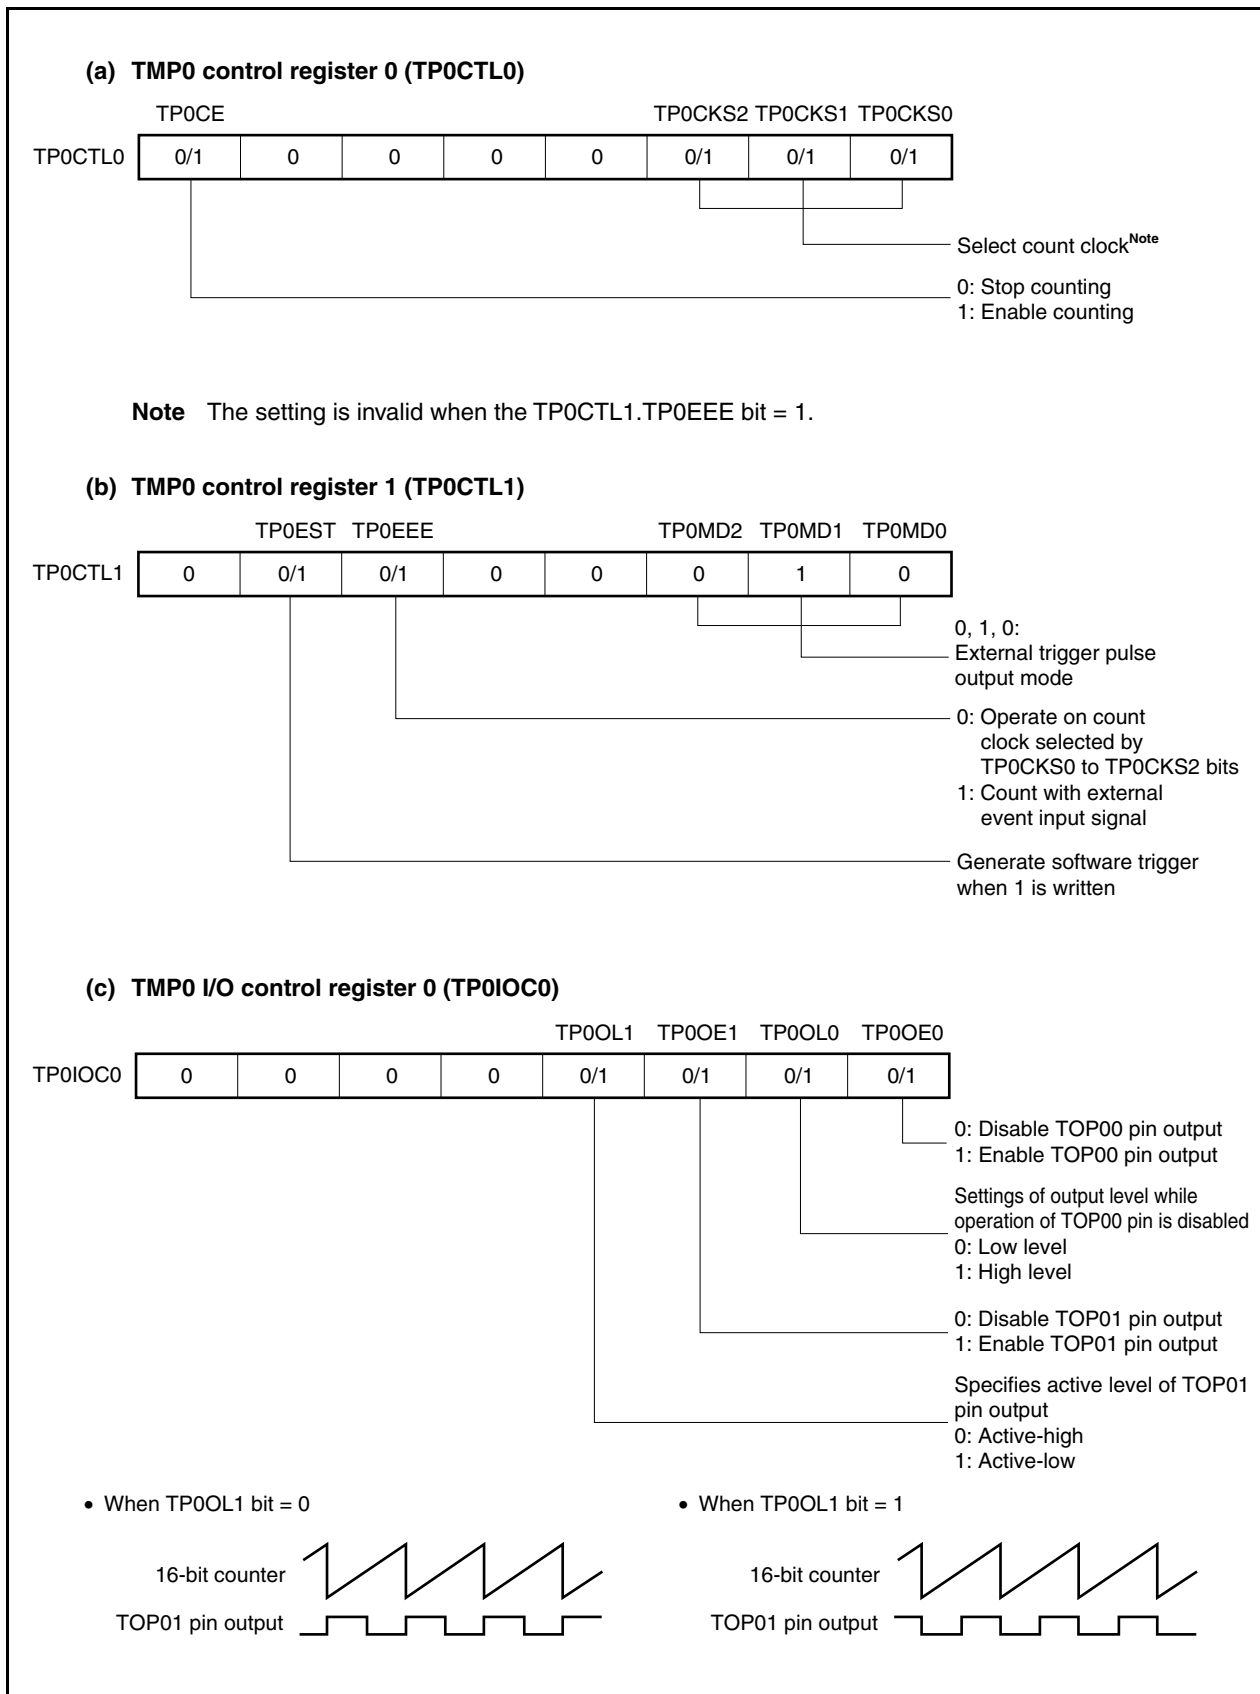 (a) TMP0 control register 0 (TP0CTL0)
TP0CE TP0CKS2 TP0CKS1 TP0CKS0
TP0CTL0 0/1 0 0 0 0 0/1 0/1 0/1
Select count clockNote
0: Stop counting
1: Enable counting
Note The setting is invalid when the TP0CTL1.TP0EEE bit = 1.
(b) TMP0 control register 1 (TP0CTL1)
TP0EST TP0EEE TP0MD2 TP0MD1 TP0MD0
TP0CTL1 0 0/1 0/1 0 0 0 1 0
0, 1, 0:
External trigger pulse
output mode
0: Operate on count
clock selected by
TP0CKS0 to TP0CKS2 bits
1: Count with external
event input signal
Generate software trigger
when 1 is written
(c) TMP0 I/O control register 0 (TP0IOC0)
TP0OL1 TP0OE1 TP0OL0 TP0OE0
TP0IOC0 0 0 0 0 0/1 0/1 0/1 0/1
0: Disable TOP00 pin output
1: Enable TOP00 pin output
Settings of output level while
operation of TOP00 pin is disabled
0: Low level
1: High level
0: Disable TOP01 pin output
1: Enable TOP01 pin output
Specifies active level of TOP01
pin output
0: Active-high
1: Active-low
• When TP0OL1 bit = 0
16-bit counter
TOP01 pin output
• When TP0OL1 bit = 1
16-bit counter
TOP01 pin output